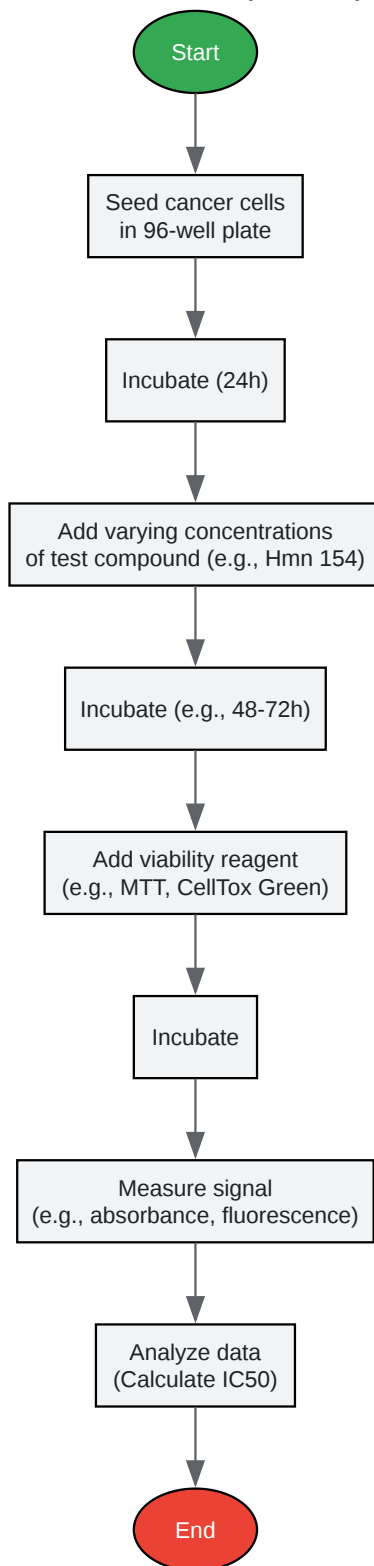 Start
Seed cancer cells
in 96-well plate
Incubate (24h)
Add varying concentrations
of test compound (e.g., Hmn 154)
Incubate (e.g., 48-72h)
Add viability reagent
(e.g., MTT, CellTox Green)
Incubate
Measure signal
(e.g., absorbance, fluorescence)
Analyze data
(Calculate IC50)
End